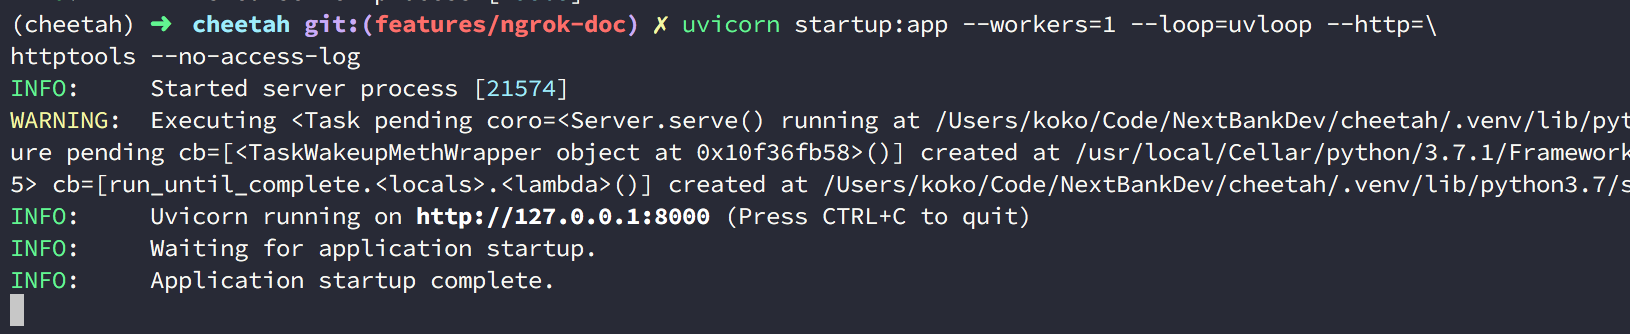 (cheetah) ➜ cheetah git:(features/ngrok-doc) ✗ uvicorn startup:app --workers=1 --loop=uvloop --http=\
httptools --no-access-log
INFO: Started server process [21574]
WARNING: Executing <Task pending coro=<Server.serve() running at /Users/koko/Code/NextBankDev/cheetah/.venv/lib/pyt
ure pending cb=[<TaskWakeupMethWrapper object at 0x10f36fb58>()] created at /usr/local/Cellar/python/3.7.1/Framework
5> cb=[run_until_complete.<locals>.<lambda>()] created at /Users/koko/Code/NextBankDev/cheetah/.venv/lib/python3.7/s
INFO: Uvicorn running on http://127.0.0.1:8000 (Press CTRL+C to quit)
INFO: Waiting for application startup.
INFO: Application startup complete.